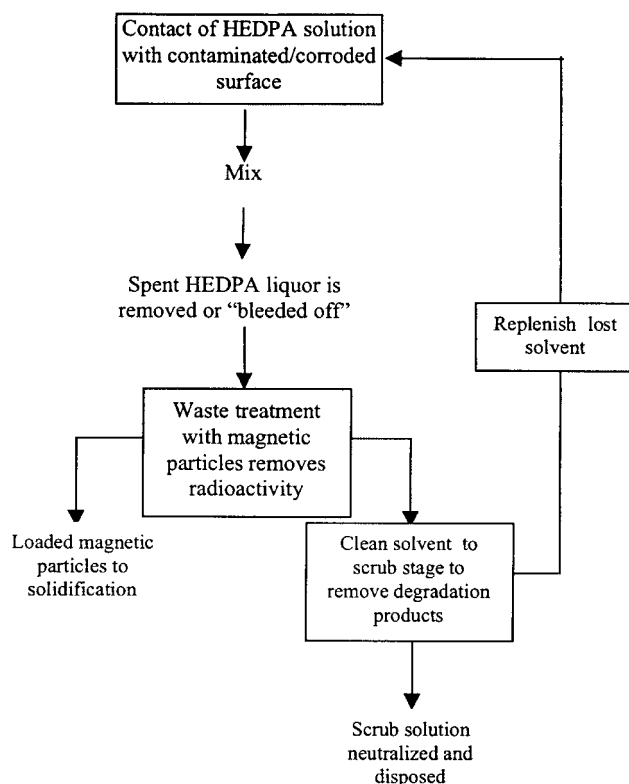 Contact of HEDPA solution
with contaminated/corroded
surface
Mix
Spent HEDPA liquor is
removed or “bleeded off”
Replenish lost
solvent
Waste treatment
with magnetic
particles removes
radioactivity
Loaded magnetic
particles to
solidification
Clean solvent to
scrub stage to
remove degradation
products
Scrub solution
neutralized and
disposed